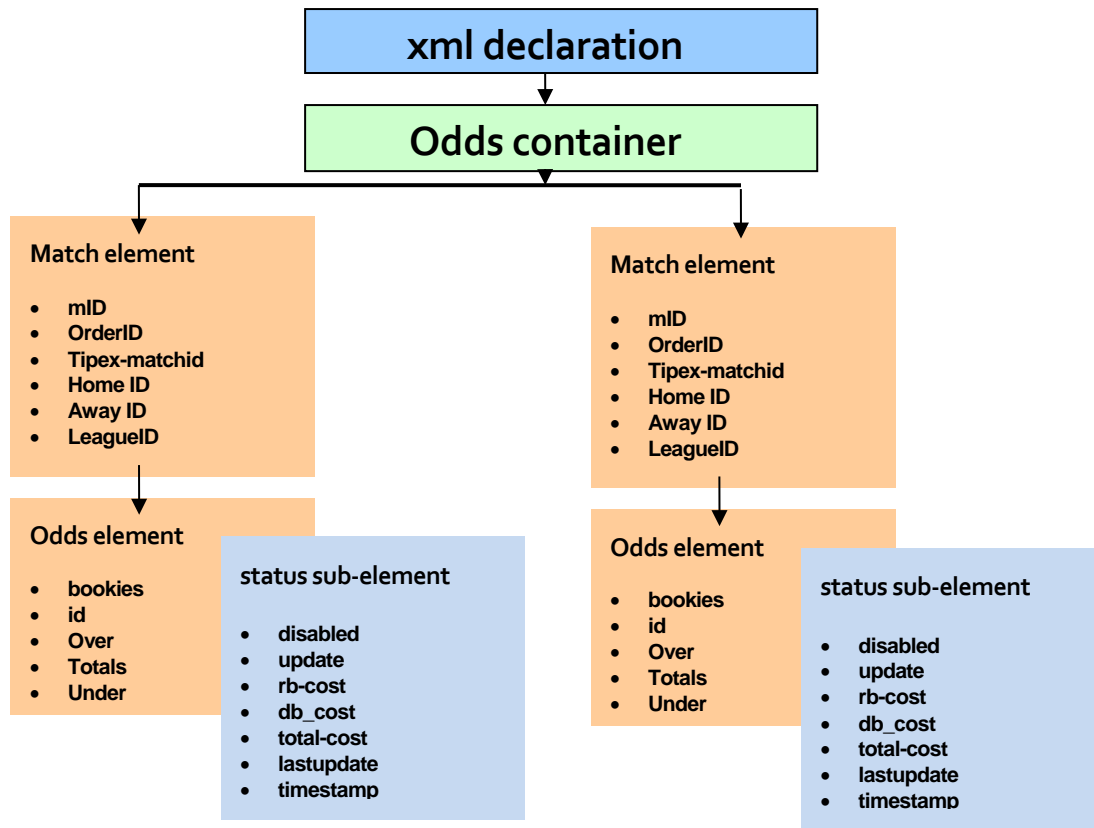 xml declaration
Odds container
Match element
• mID
• OrderID
• Tipex-matchid
• Home ID
• Away ID
• LeagueID
Odds element
• bookies
• id
• Over
• Totals
• Under
status sub-element
• disabled
• update
• rb-cost
• db_cost
• total-cost
• lastupdate
• timestamp
Match element
• mID
• OrderID
• Tipex-matchid
• Home ID
• Away ID
• LeagueID
Odds element
• bookies
• id
• Over
• Totals
• Under
status sub-element
• disabled
• update
• rb-cost
• db_cost
• total-cost
• lastupdate
• timestamp